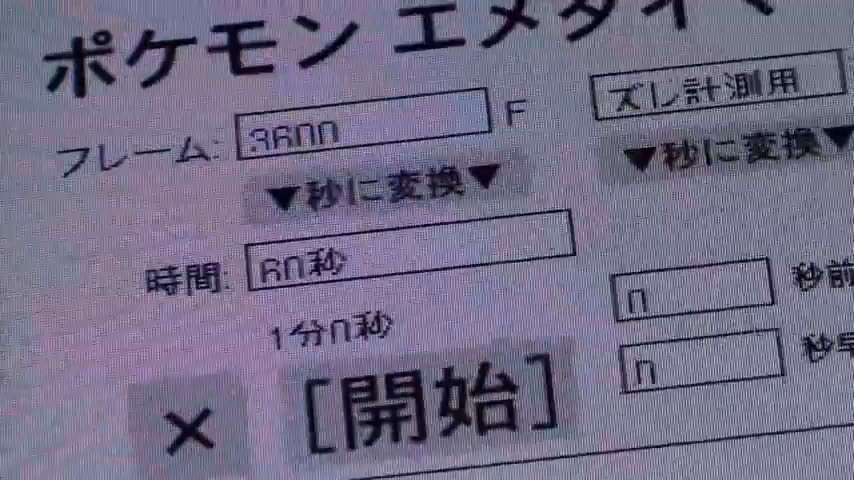 ポケモン エメタイマ
フレーム: 3600 F ズレ計測用
▼秒に変換▼ ▼秒に変換▼
時間: 60秒
1分0秒 0 秒前
× [開始] 0 秒早